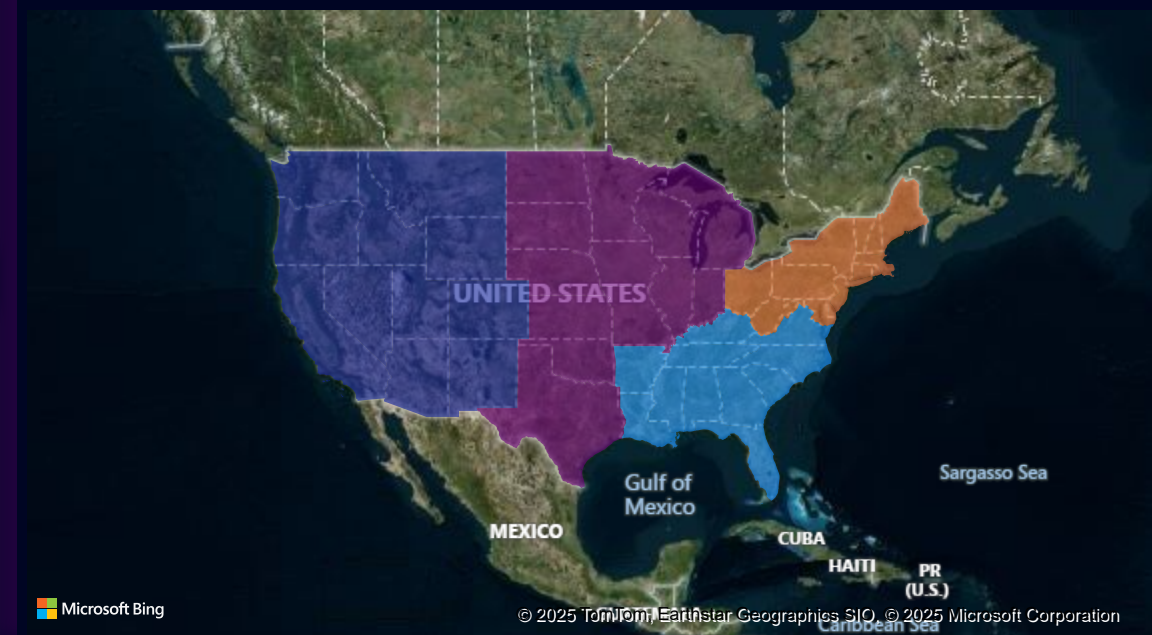 UNITED STATES
Sargasso Sea
Gulf of
Mexico
MEXICO
CUBA
HAITI
PR
(U.S.)
Microsoft Bing
© 2025 TomTom, Earthstar Geographics SIO, © 2025 Microsoft Corporation
Caribbean Sea